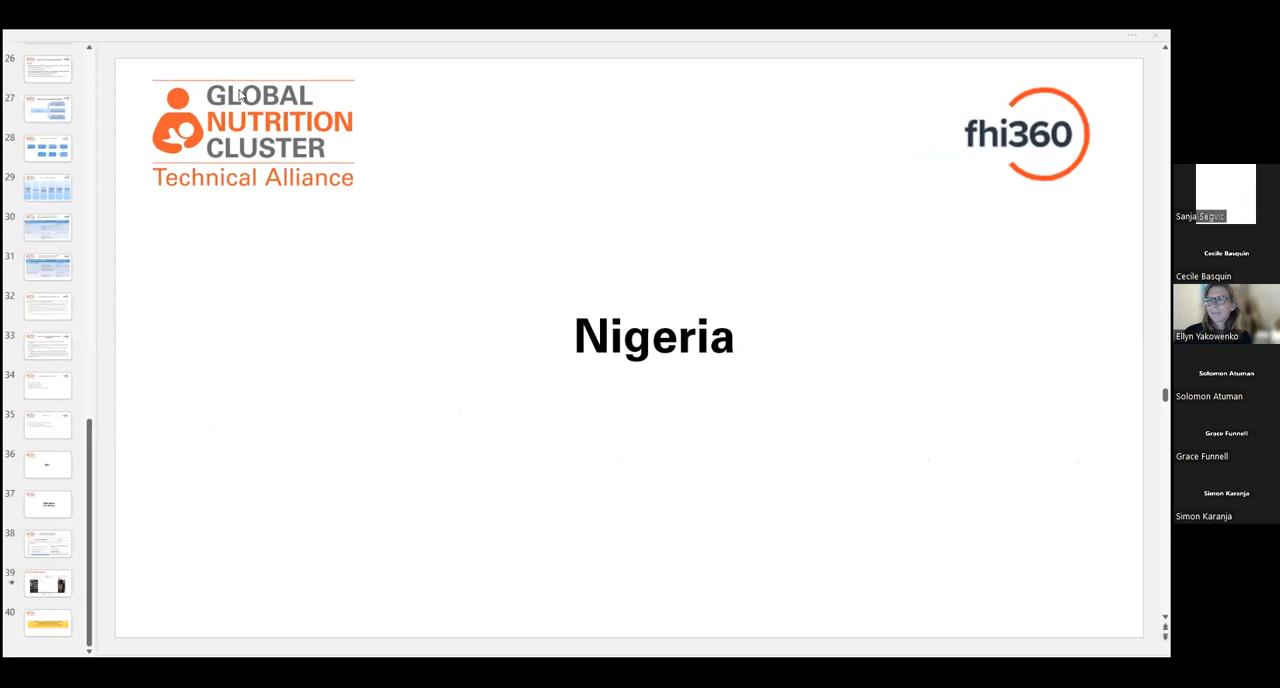 GLOBAL
NUTRITION
CLUSTER
Technical Alliance
fhi360
Nigeria
26
27
28
29
30
31
32
33
34
35
36
37
38
39
40
Sanja Segvic
Cecile Basquin
Cecile Basquin
Ellyn Yakowenko
Solomon Atuman
Solomon Atuman
Grace Funnell
Grace Funnell
Simon Karanja
Simon Karanja